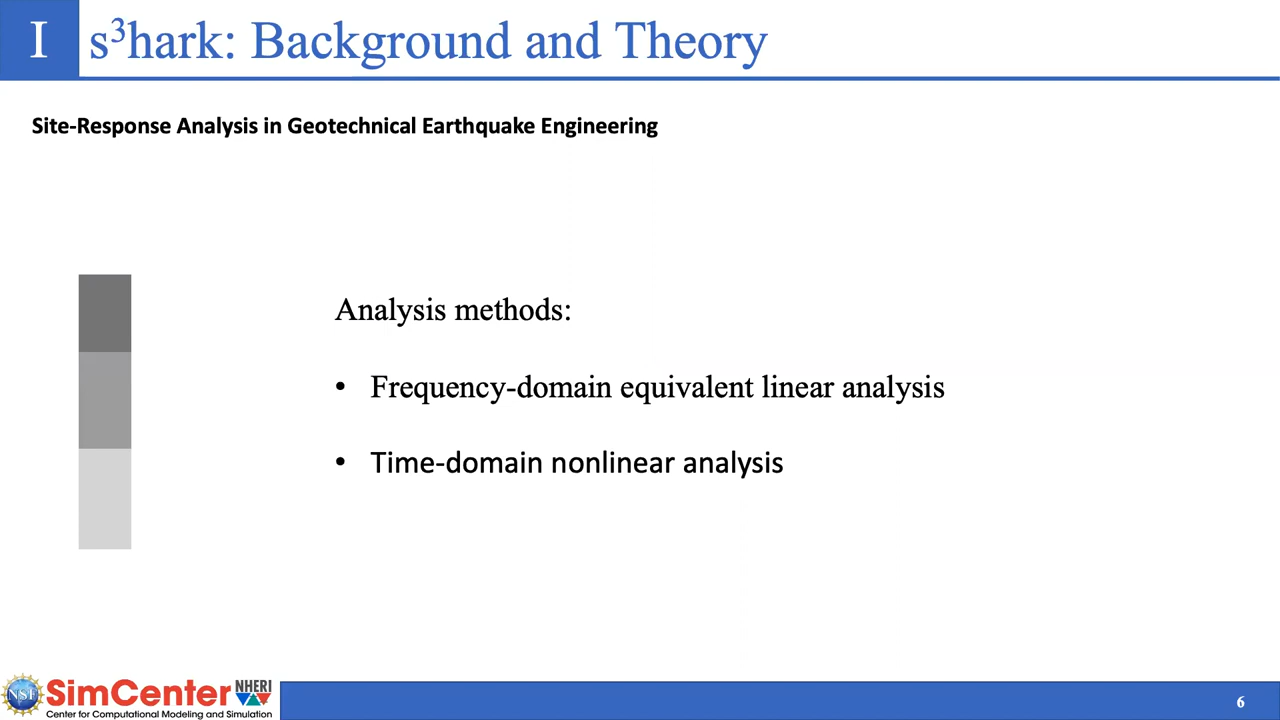 I
s³hark: Background and Theory
Site-Response Analysis in Geotechnical Earthquake Engineering
Analysis methods:
• Frequency-domain equivalent linear analysis
• Time-domain nonlinear analysis
NSF
SimCenter
NHERI
Center for Computational Modeling and Simulation
6